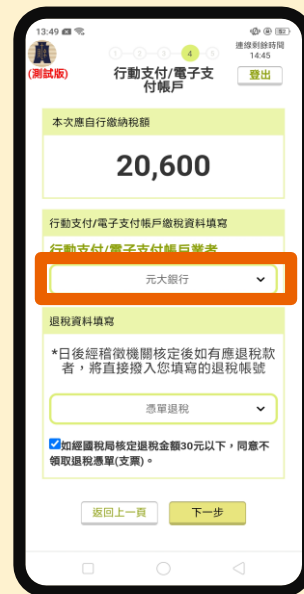 13:49
1 2 3 4 5
連線剩餘時間
14:45
(測試版)
行動支付/電子支
付帳戶
登出
本次應自行繳納稅額
20,600
行動支付/電子支付帳戶繳稅資料填寫
行動支付/電子支付帳戶業者
元大銀行
退稅資料填寫
*日後經稽徵機關核定後如有應退稅款
者，將直接撥入您填寫的退稅帳號
憑單退稅
如經國稅局核定退稅金額30元以下，同意不
領取退稅憑單(支票)。
返回上一頁
下一步